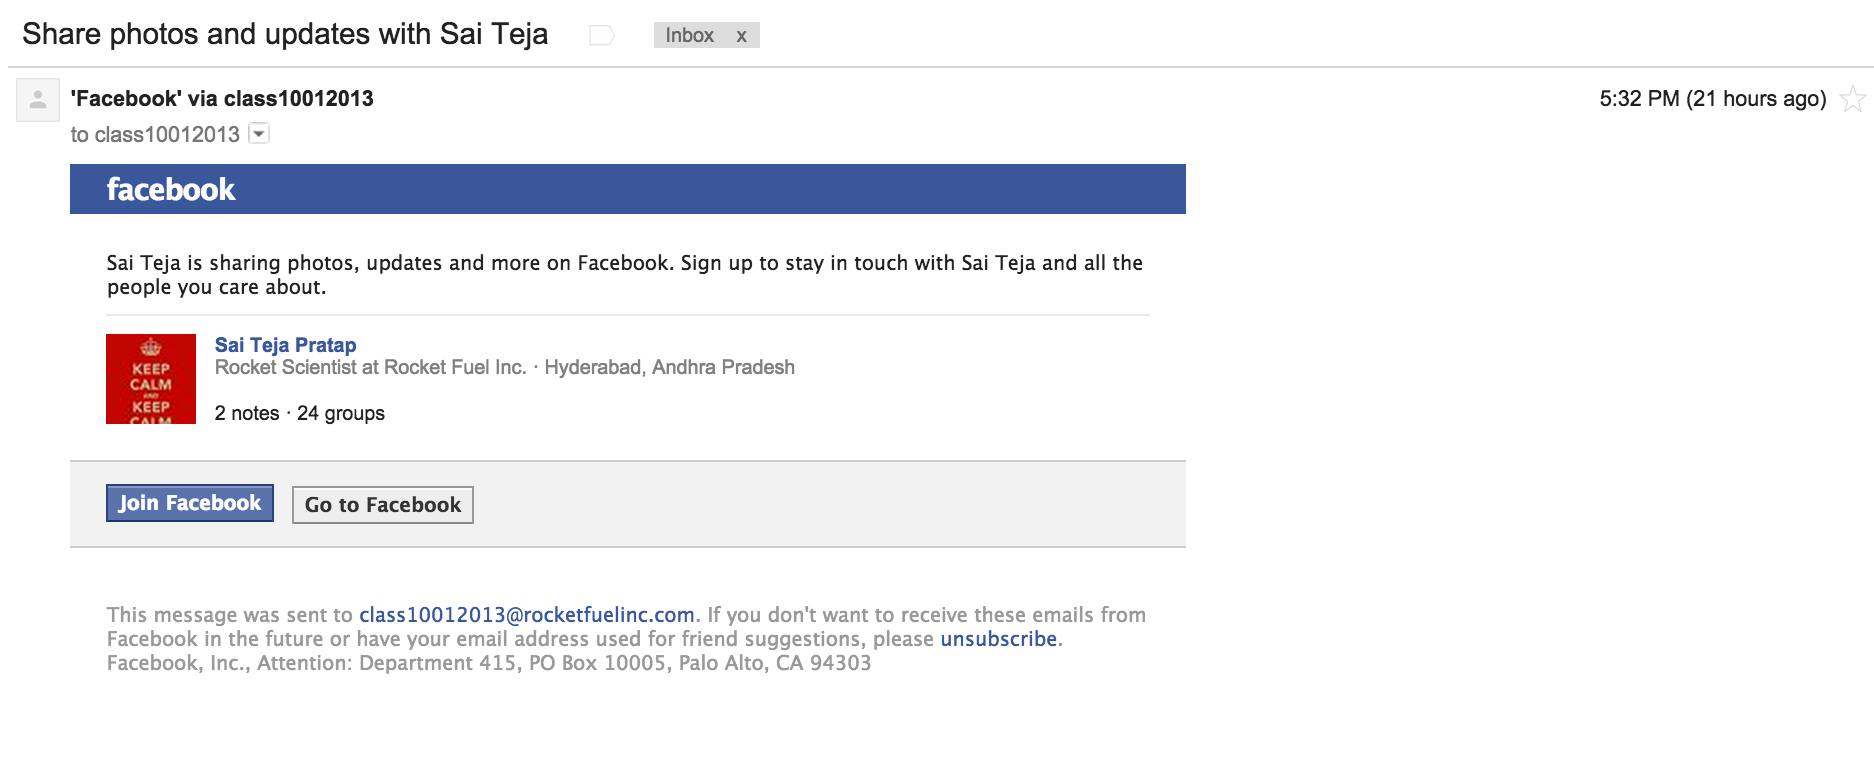 Share photos and updates with Sai Teja
Inbox x
'Facebook' via class10012013
5:32 PM (21 hours ago)
to class10012013
facebook
Sai Teja is sharing photos, updates and more on Facebook. Sign up to stay in touch with Sai Teja and all the
people you care about.
KEEP
CALM
AND
KEEP
CALM
Sai Teja Pratap
Rocket Scientist at Rocket Fuel Inc. · Hyderabad, Andhra Pradesh
2 notes · 24 groups
Join Facebook
Go to Facebook
This message was sent to class10012013@rocketfuelinc.com. If you don't want to receive these emails from
Facebook in the future or have your email address used for friend suggestions, please unsubscribe.
Facebook, Inc., Attention: Department 415, PO Box 10005, Palo Alto, CA 94303